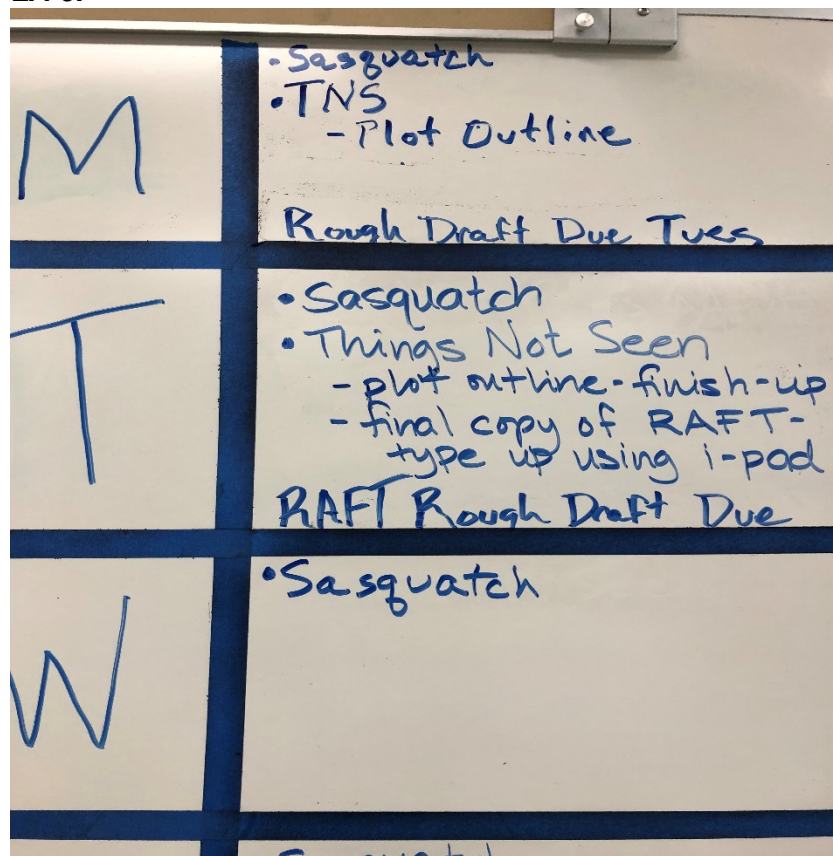 M
• Sasquatch
• TNS
- Plot Outline
Rough Draft Due Tues
T
• Sasquatch
• Things Not Seen
- plot outline - finish-up
- final copy of RAFT -
type up using i-pad
RAFT Rough Draft Due
W
• Sasquatch